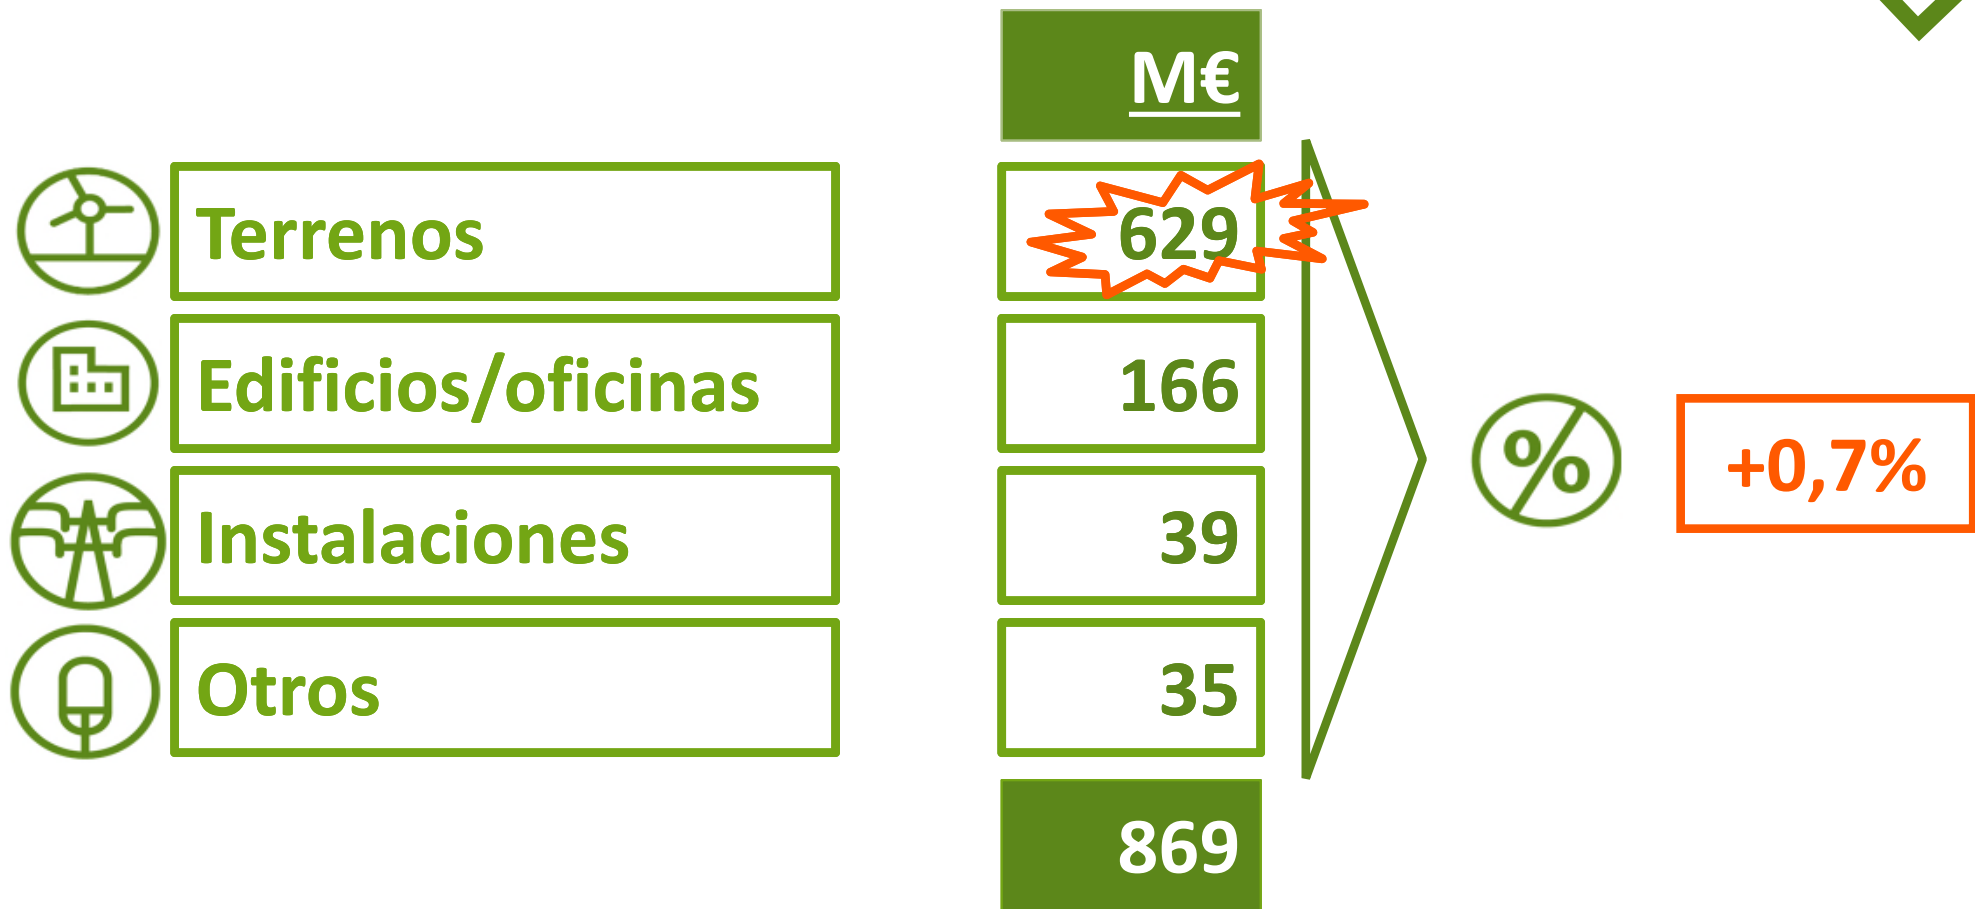 M€
Terrenos
629
Edificios/oficinas
166
%
+0,7%
Instalaciones
39
Otros
35
869